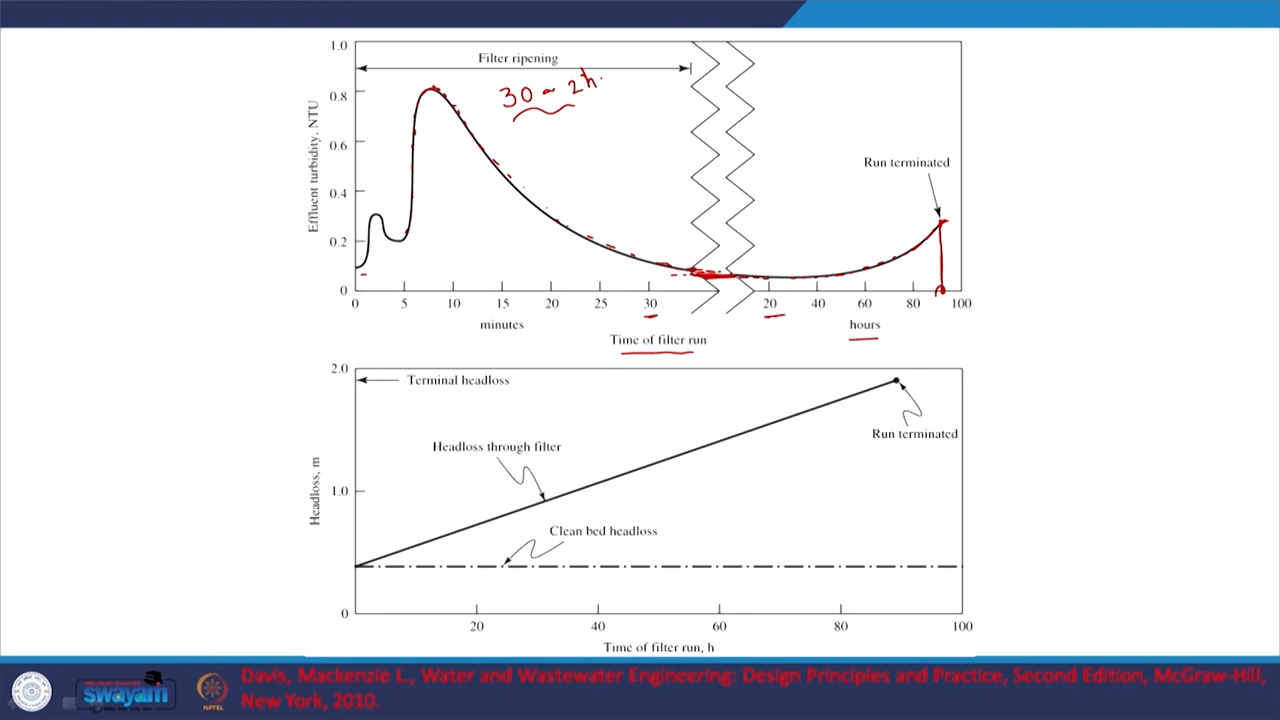 1.0
Filter ripening
30 ~ 2h.
0.8
Effluent turbidity, NTU
0.6
Run terminated
0.4
0.2
0
0 5 10 15 20 25 30 20 40 60 80 100
minutes
hours
Time of filter run
2.0
Terminal headloss
Headloss through filter
Run terminated
Headloss, m
1.0
Clean bed headloss
0
20 40 60 80 100
Time of filter run, h
swayam
NPTEL
Davis, Mackenzie L., Water and Wastewater Engineering: Design Principles and Practice, Second Edition, McGraw-Hill,
New York, 2010.